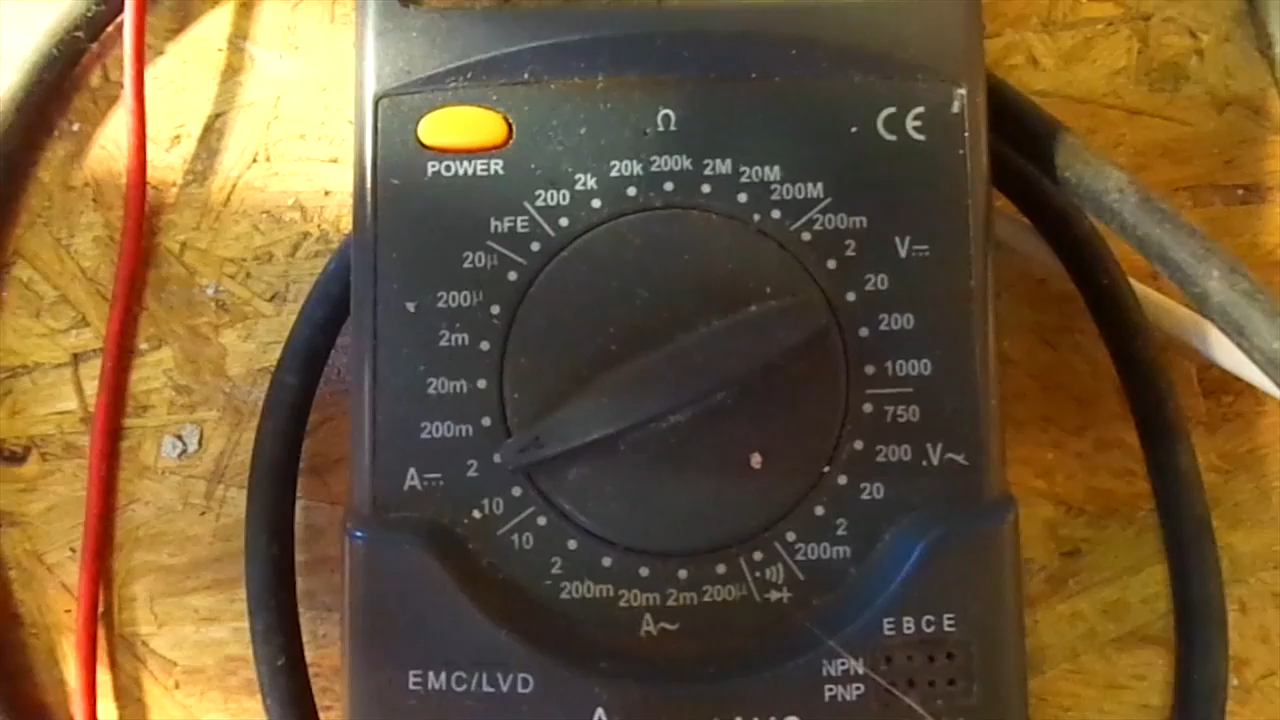 Ω
CE
POWER
20k 200k 2M 20M
2k
200
200M
hFE
200m
20µ
2
V⎓
20
200µ
200
2m
1000
20m
750
200m
200
V~
2
A⎓
20
10
10
2
200m
2
200m
20m
2m
200µ
A~
E B C E
NPN
PNP
EMC/LVD